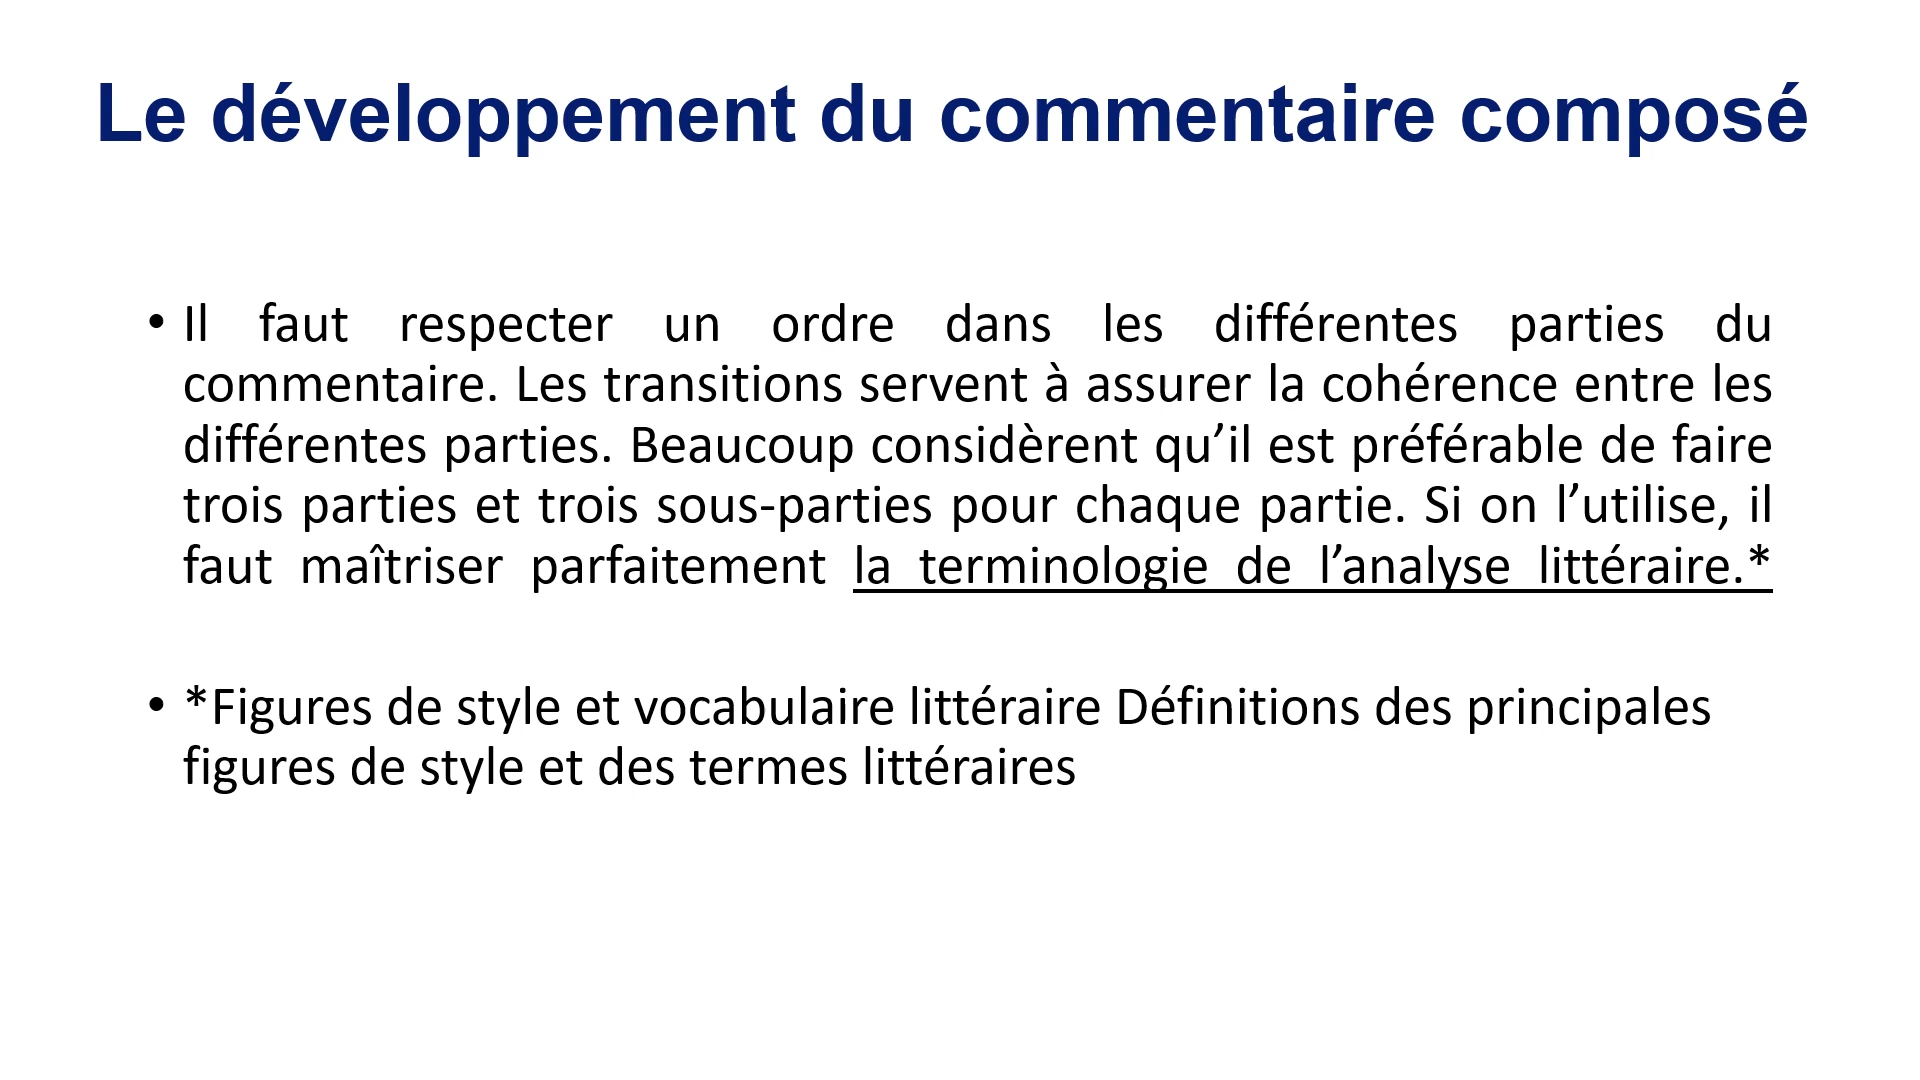 Le développement du commentaire composé
• Il faut respecter un ordre dans les différentes parties du
commentaire. Les transitions servent à assurer la cohérence entre les
différentes parties. Beaucoup considèrent qu’il est préférable de faire
trois parties et trois sous-parties pour chaque partie. Si on l’utilise, il
faut maîtriser parfaitement la terminologie de l’analyse littéraire.*
• *Figures de style et vocabulaire littéraire Définitions des principales
figures de style et des termes littéraires